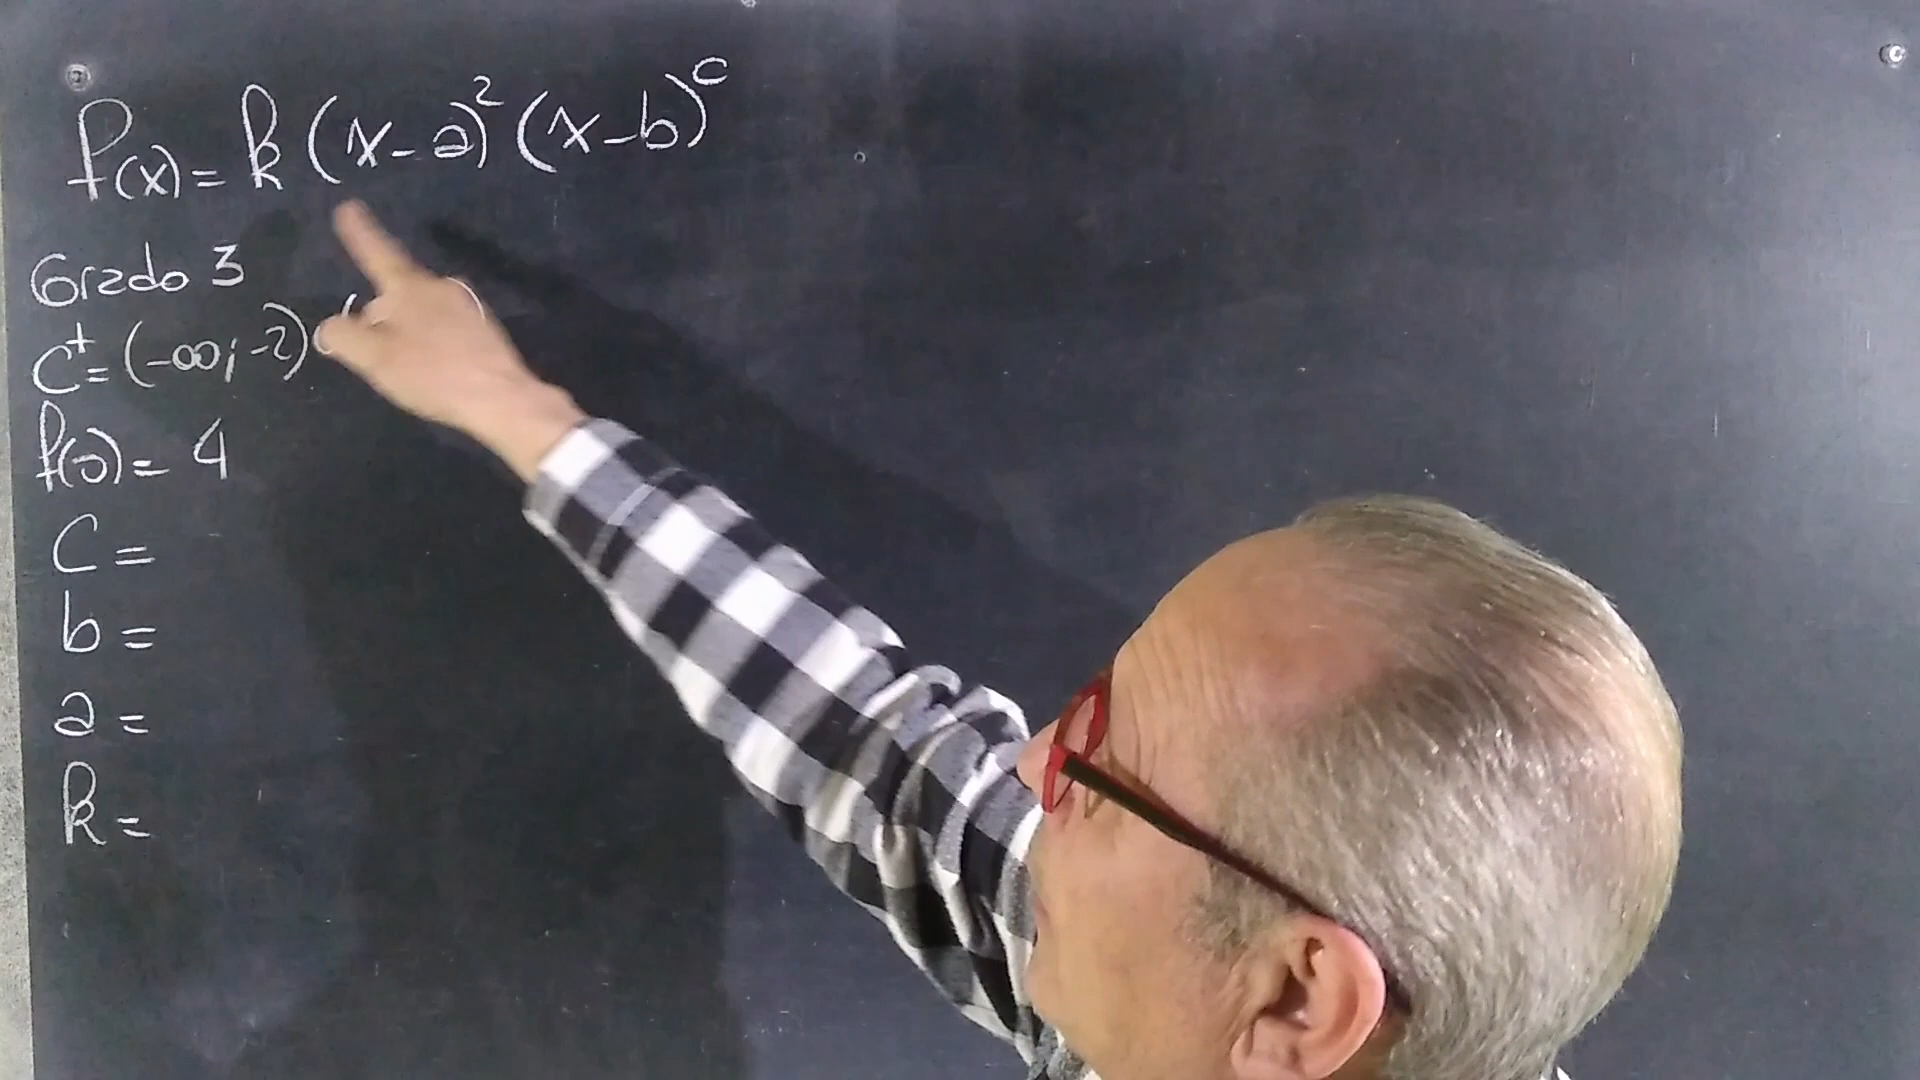 f(x) = k (x-a)² (x-b)ᶜ
Grado 3
C⁺ = (-∞; -2)
f(0) = 4
C =
b =
a =
k =